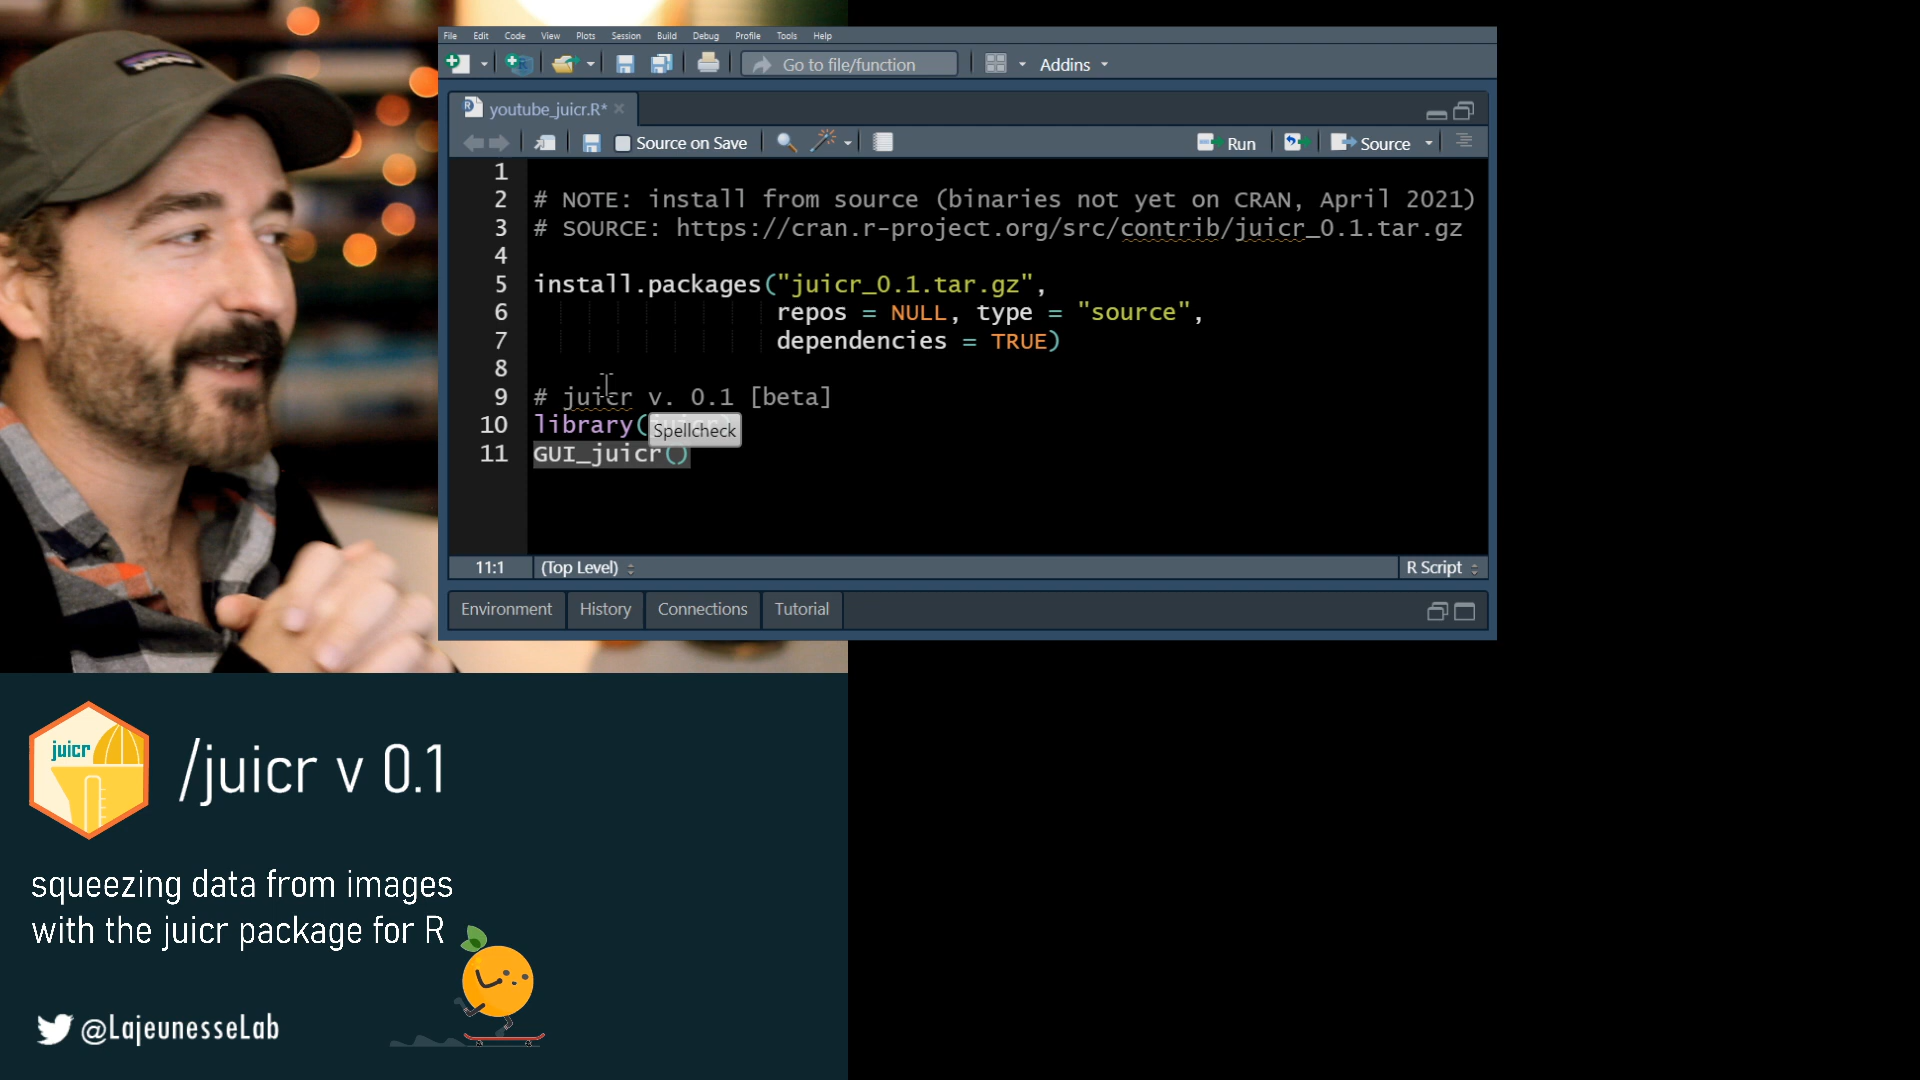 File Edit Code View Plots Session Build Debug Profile Tools Help
Go to file/function Addins
youtube_juicr.R*
Source on Save Run Source
1
2 # NOTE: install from source (binaries not yet on CRAN, April 2021)
3 # SOURCE: https://cran.r-project.org/src/contrib/juicr_0.1.tar.gz
4
5 install.packages("juicr_0.1.tar.gz",
6 repos = NULL, type = "source",
7 dependencies = TRUE)
8
9 # juicr v. 0.1 [beta]
10 library(
Spellcheck
11 GUI_juicr()
11:1 (Top Level) R Script
Environment History Connections Tutorial
juicr
/juicr v 0.1
squeezing data from images
with the juicr package for R
@LajeunesseLab